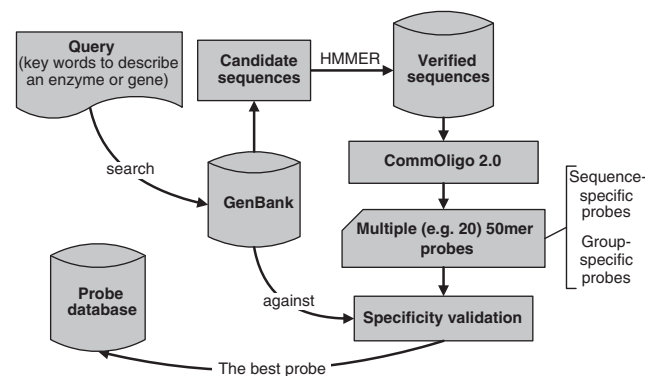 Query
(key words to describe
an enzyme or gene)
Candidate
sequences
HMMER
Verified
sequences
search
GenBank
CommOligo 2.0
Multiple (e.g. 20) 50mer
probes
Sequence-
specific
probes
Group-
specific
probes
against
Specificity validation
Probe
database
The best probe